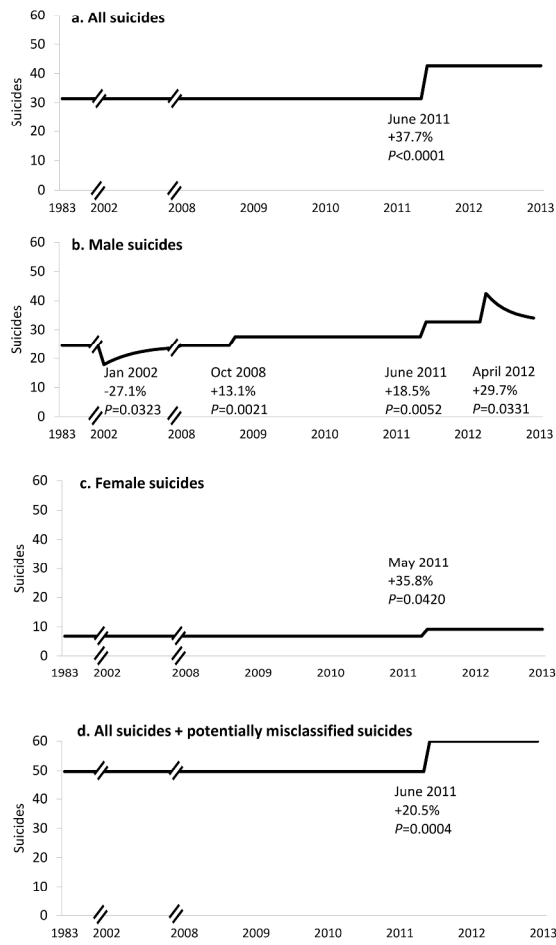 a. All suicides
60
50
40
30
20
10
0
Suicides
June 2011
+37.7%
P<0.0001
1983 2002 2008 2009 2010 2011 2012 2013
b. Male suicides
60
50
40
30
20
10
0
Suicides
Jan 2002
-27.1%
P=0.0323
Oct 2008
+13.1%
P=0.0021
June 2011
+18.5%
P=0.0052
April 2012
+29.7%
P=0.0331
1983 2002 2008 2009 2010 2011 2012 2013
c. Female suicides
60
50
40
30
20
10
0
Suicides
May 2011
+35.8%
P=0.0420
1983 2002 2008 2009 2010 2011 2012 2013
d. All suicides + potentially misclassified suicides
60
50
40
30
20
10
0
Suicides
June 2011
+20.5%
P=0.0004
1983 2002 2008 2009 2010 2011 2012 2013